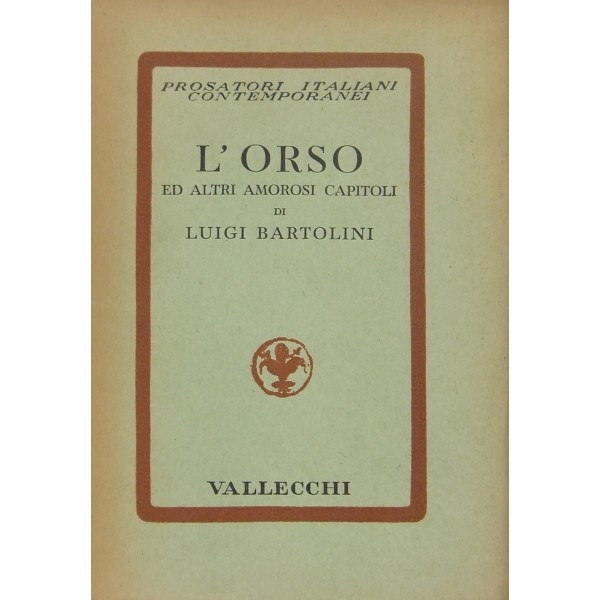 PROSATORI ITALIANI
CONTEMPORANEI
L'ORSO
ED ALTRI AMOROSI CAPITOLI
DI
LUIGI BARTOLINI
VALLECCHI